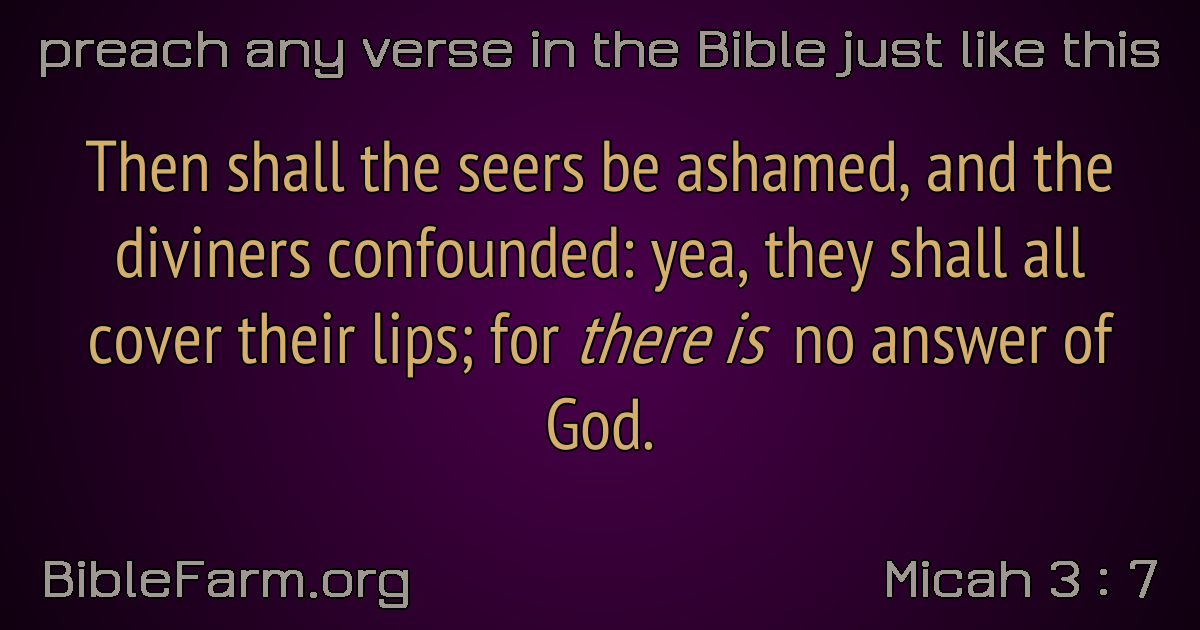 preach any verse in the Bible just like this
Then shall the seers be ashamed, and the
diviners confounded: yea, they shall all
cover their lips; for there is no answer of
God.
BibleFarm.org
Micah 3 : 7